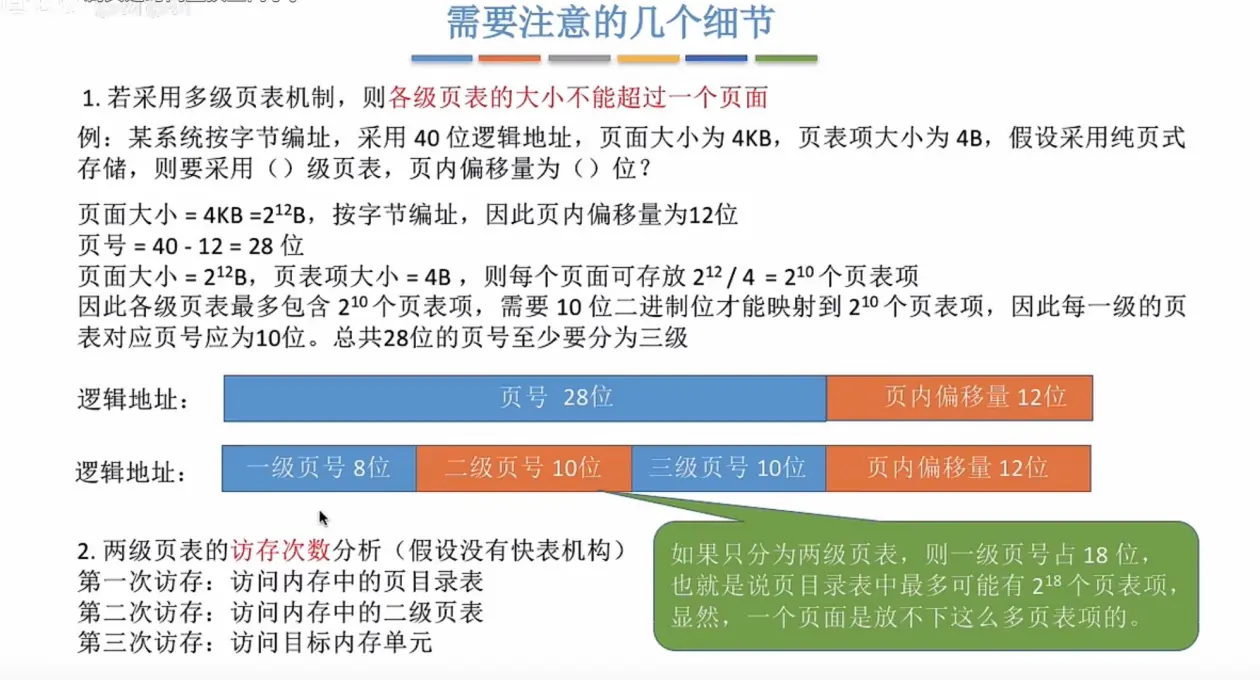 需要注意的几个细节
1. 若采用多级页表机制，则各级页表的大小不能超过一个页面
例：某系统按字节编址，采用 40 位逻辑地址，页面大小为 4KB，页表项大小为 4B，假设采用纯页式
存储，则要采用（）级页表，页内偏移量为（）位？
页面大小 = 4KB =2¹²B，按字节编址，因此页内偏移量为12位
页号 = 40 - 12 = 28 位
页面大小 = 2¹²B，页表项大小 = 4B ，则每个页面可存放 2¹² / 4 = 2¹⁰ 个页表项
因此各级页表最多包含 2¹⁰ 个页表项，需要 10 位二进制位才能映射到 2¹⁰ 个页表项，因此每一级的页
表对应页号应为10位。总共28位的页号至少要分为三级
逻辑地址： 页号 28位 页内偏移量 12位
逻辑地址： 一级页号 8位 二级页号 10位 三级页号 10位 页内偏移量 12位
2. 两级页表的访存次数分析（假设没有快表机构）
第一次访存：访问内存中的页目录表
第二次访存：访问内存中的二级页表
第三次访存：访问目标内存单元
如果只分为两级页表，则一级页号占 18 位，
也就是说页目录表中最多可能有 2¹⁸ 个页表项，
显然，一个页面是放不下这么多页表项的。